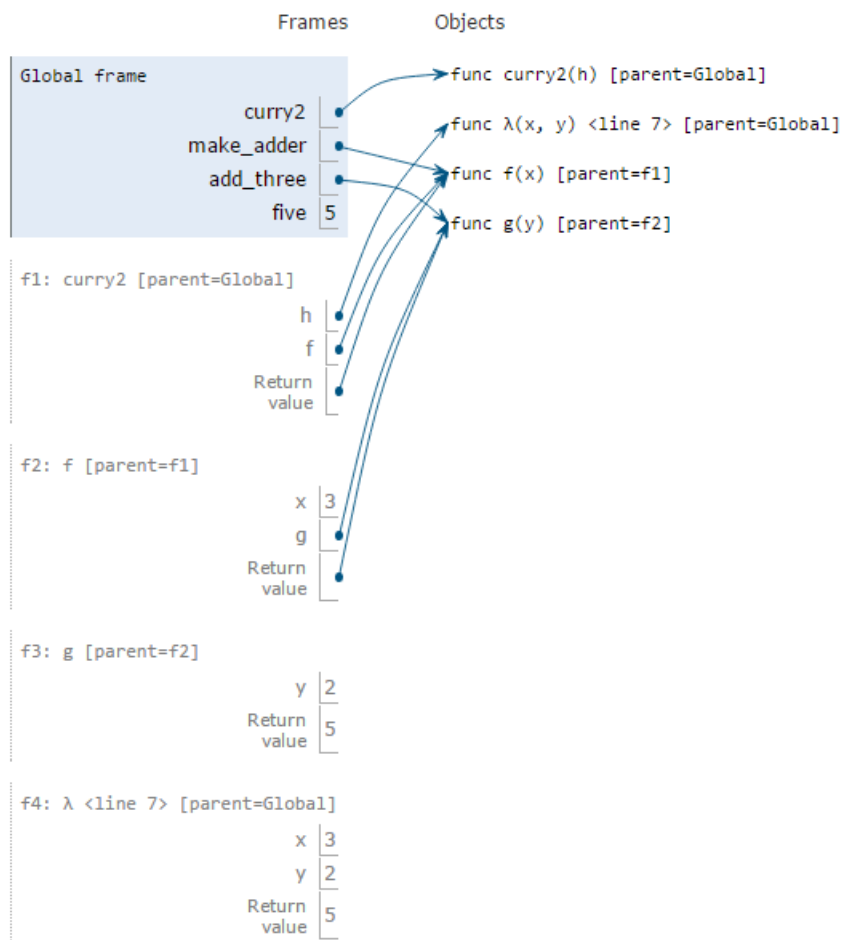 Frames Objects
Global frame
curry2
make_adder
add_three
five 5
func curry2(h) [parent=Global]
func λ(x, y) <line 7> [parent=Global]
func f(x) [parent=f1]
func g(y) [parent=f2]
f1: curry2 [parent=Global]
h
f
Return
value
f2: f [parent=f1]
x 3
g
Return
value
f3: g [parent=f2]
y 2
Return
value 5
f4: λ <line 7> [parent=Global]
x 3
y 2
Return
value 5